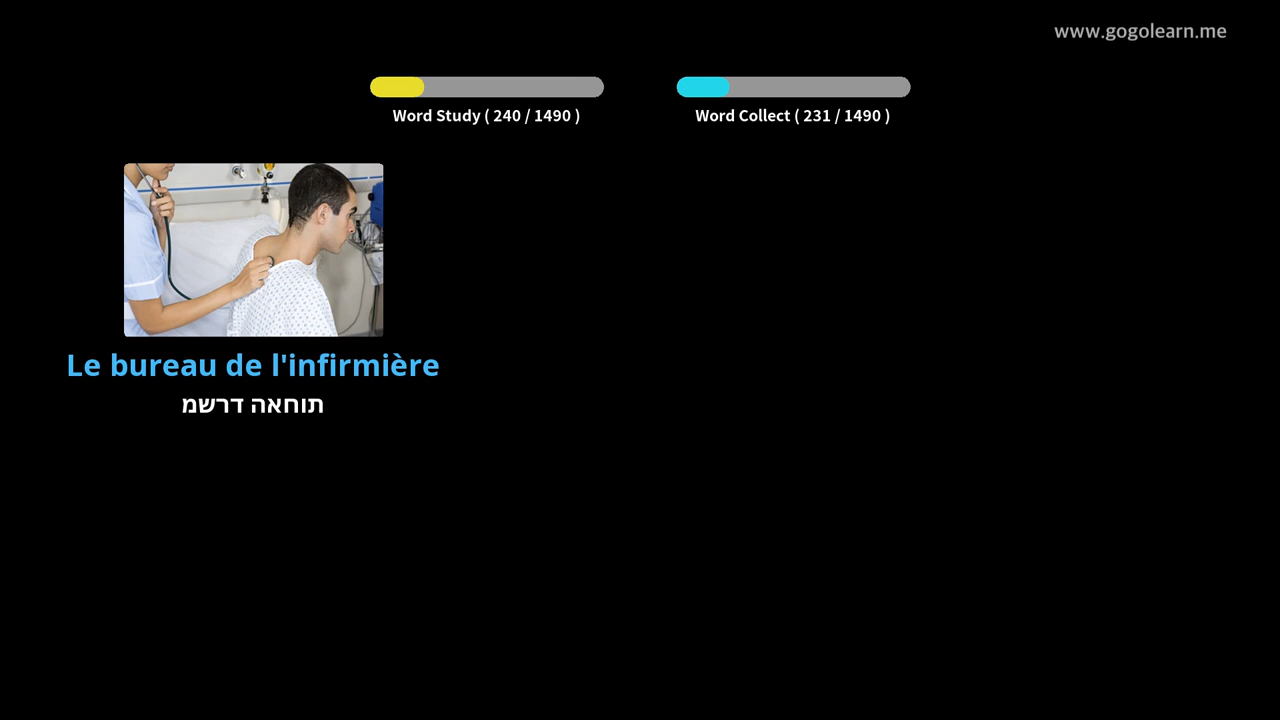 www.gogolearn.me
Word Study ( 240 / 1490 )
Word Collect ( 231 / 1490 )
Le bureau de l'infirmière
תוחאה דרשמ